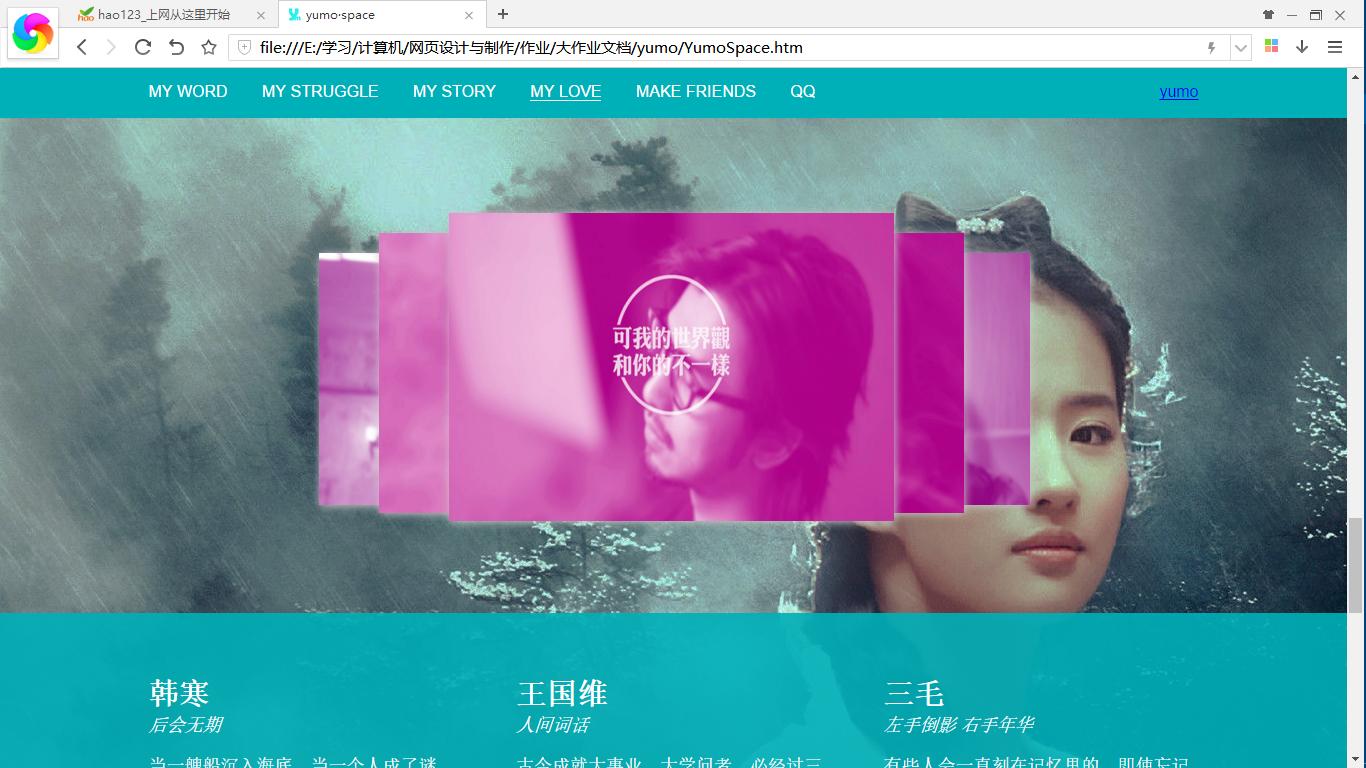 hao123_上网从这里开始
yumo·space
file:///E:/学习/计算机/网页设计与制作/作业/大作业文档/yumo/YumoSpace.htm
MY WORD MY STRUGGLE MY STORY MY LOVE MAKE FRIENDS QQ yumo
可我的世界觀
和你的不一樣
韩寒
后会无期
当一艘船沉入海底，当一个人成了谜
王国维
人间词话
古今成就大事业、大学问者，必经过三
三毛
左手倒影 右手年华
有些人会一直刻在记忆里的，即使忘记